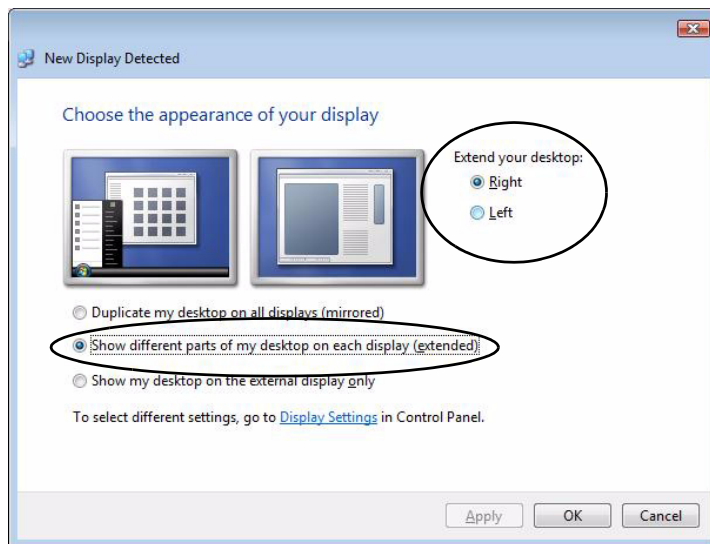 New Display Detected
Choose the appearance of your display
Extend your desktop:
Right
Left
Duplicate my desktop on all displays (mirrored)
Show different parts of my desktop on each display (extended)
Show my desktop on the external display only
To select different settings, go to Display Settings in Control Panel.
Apply OK Cancel